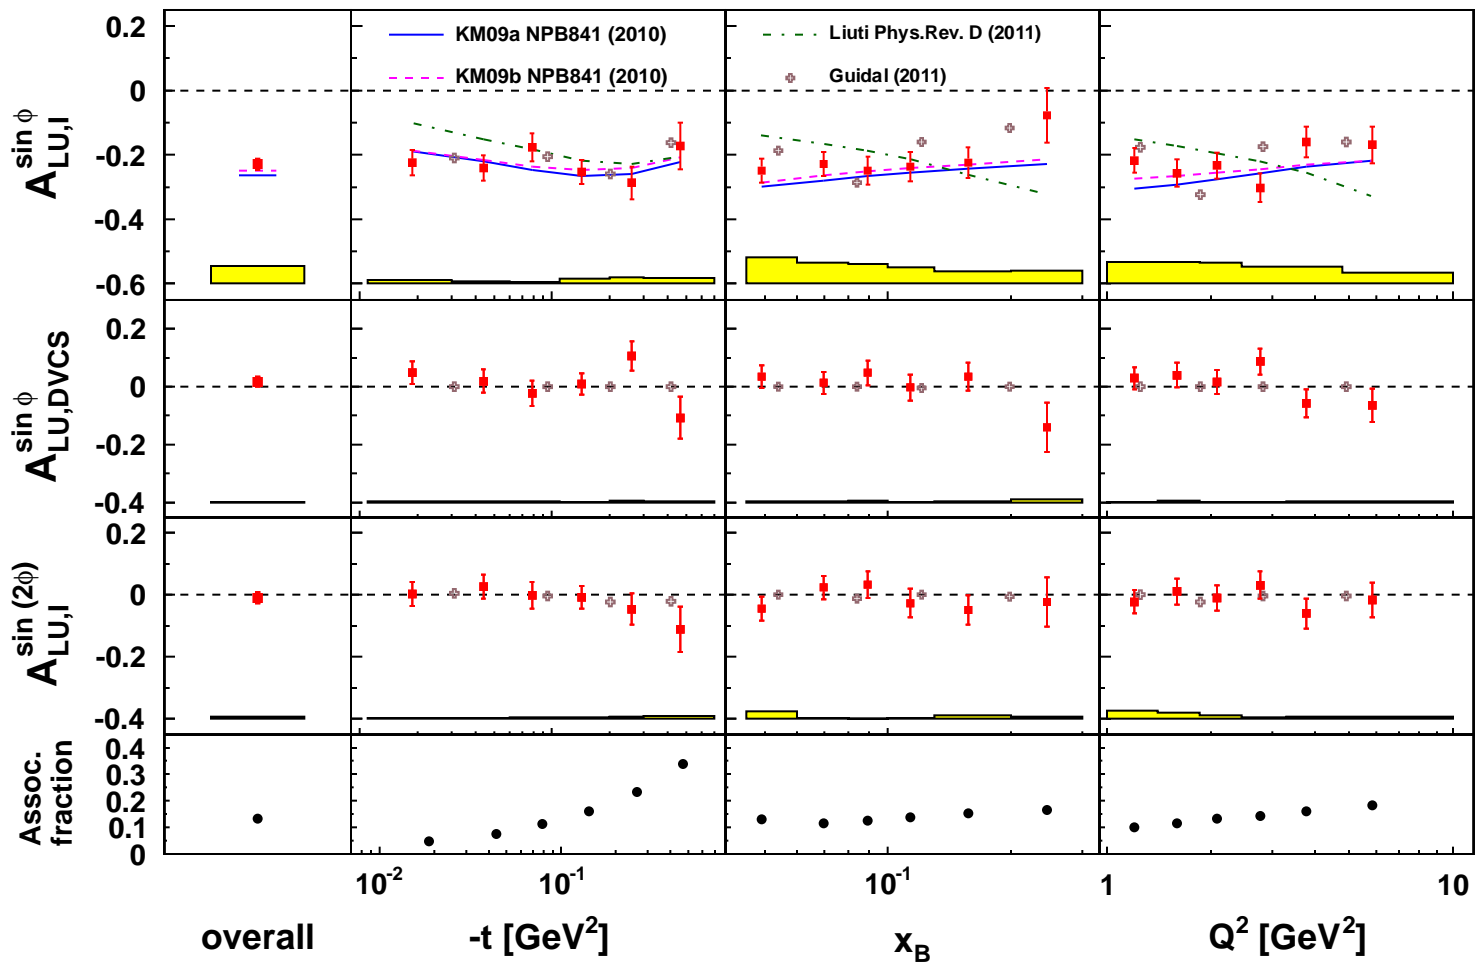 KM09a NPB841 (2010)
KM09b NPB841 (2010)
Liuti Phys.Rev. D (2011)
Guidal (2011)
A_{LU,I}^{sin ϕ}
0.2
0
-0.2
-0.4
-0.6
A_{LU,DVCS}^{sin ϕ}
0.2
0
-0.2
-0.4
A_{LU,I}^{sin (2ϕ)}
0.2
0
-0.2
-0.4
Assoc.
fraction
0.4
0.3
0.2
0.1
0
10^{-2}
10^{-1}
10^{-1}
1
10
overall
-t [GeV^2]
x_B
Q^2 [GeV^2]